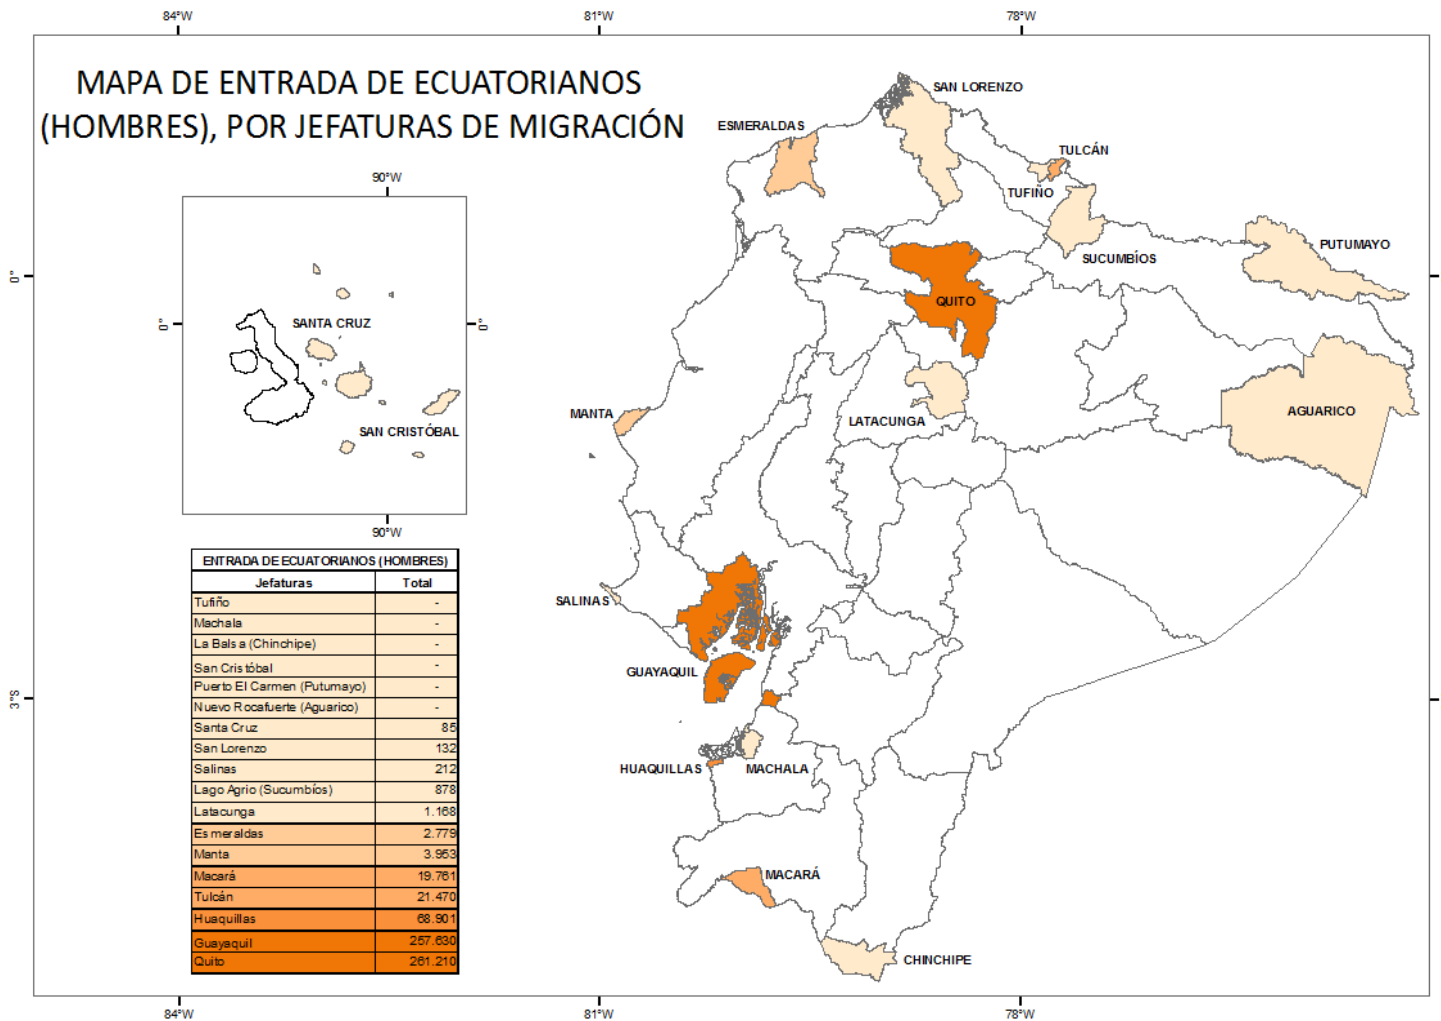 84°W
81°W
78°W
MAPA DE ENTRADA DE ECUATORIANOS
(HOMBRES), POR JEFATURAS DE MIGRACIÓN
SAN LORENZO
ESMERALDAS
TULCÁN
TUFIÑO
90°W
PUTUMAYO
SUCUMBÍOS
0°
QUITO
SANTA CRUZ
0°
0°
AGUARICO
MANTA
LATACUNGA
SAN CRISTÓBAL
90°W
ENTRADA DE ECUATORIANOS (HOMBRES)
Jefaturas Total
Tufiño -
Machala -
La Balsa (Chinchipe) -
San Cristóbal -
Puerto El Carmen (Putumayo) -
Nuevo Rocafuerte (Aguarico) -
Santa Cruz 85
San Lorenzo 132
Salinas 212
Lago Agrio (Sucumbíos) 878
Latacunga 1.168
Esmeraldas 2.779
Manta 3.953
Macará 19.761
Tulcán 21.470
Huaquillas 68.901
Guayaquil 257.630
Quito 261.210
SALINAS
GUAYAQUIL
3°S
HUAQUILLAS
MACHALA
MACARÁ
CHINCHIPE
84°W
81°W
78°W